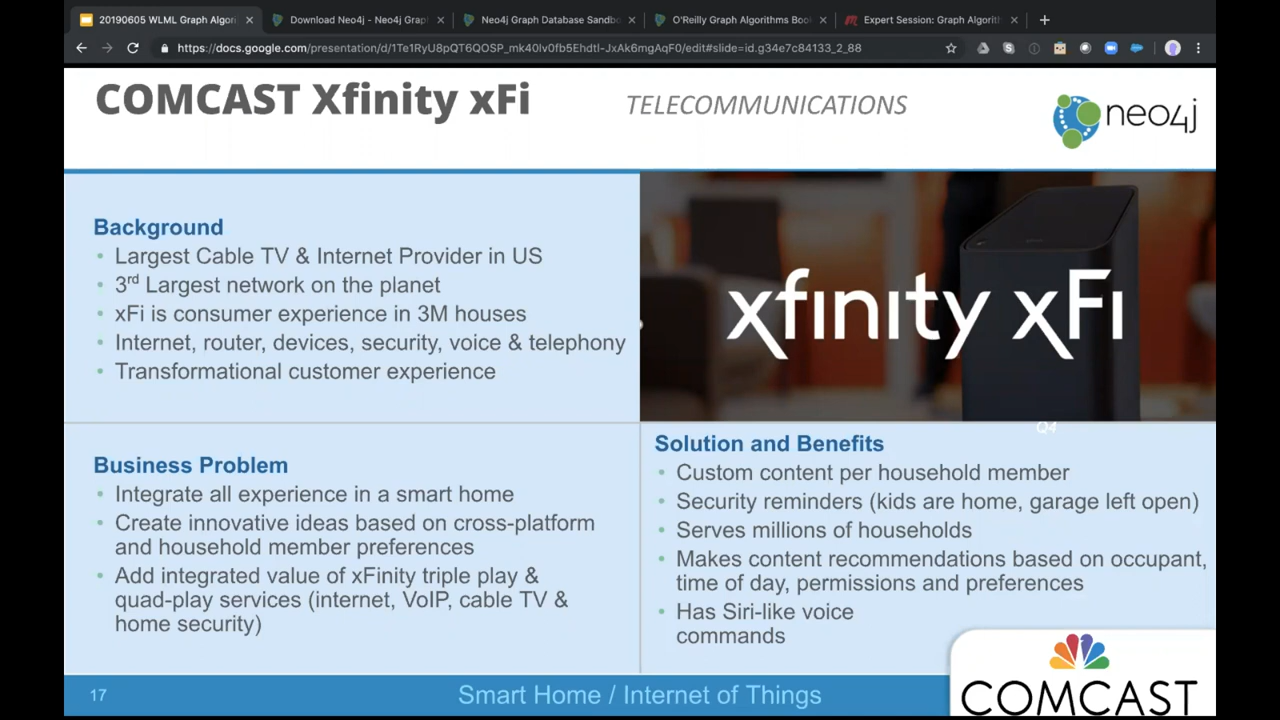 20190605 WLML Graph Algori
Download Neo4j - Neo4j Graph
Neo4j Graph Database Sandbo
O'Reilly Graph Algorithms Boo
Expert Session: Graph Algorith
https://docs.google.com/presentation/d/1Te1RyU8pQT6QOSP_mk40lv0fb5Ehdtl-JxAk6mgAqF0/edit#slide=id.g34e7c84133_2_88
COMCAST Xfinity xFi
TELECOMMUNICATIONS
neo4j
Background
• Largest Cable TV & Internet Provider in US
• 3rd Largest network on the planet
• xFi is consumer experience in 3M houses
• Internet, router, devices, security, voice & telephony
• Transformational customer experience
xfinity xFi
Q4
Business Problem
• Integrate all experience in a smart home
• Create innovative ideas based on cross-platform
and household member preferences
• Add integrated value of xFinity triple play &
quad-play services (internet, VoIP, cable TV &
home security)
Solution and Benefits
• Custom content per household member
• Security reminders (kids are home, garage left open)
• Serves millions of households
• Makes content recommendations based on occupant,
time of day, permissions and preferences
• Has Siri-like voice
commands
17
Smart Home / Internet of Things
COMCAST